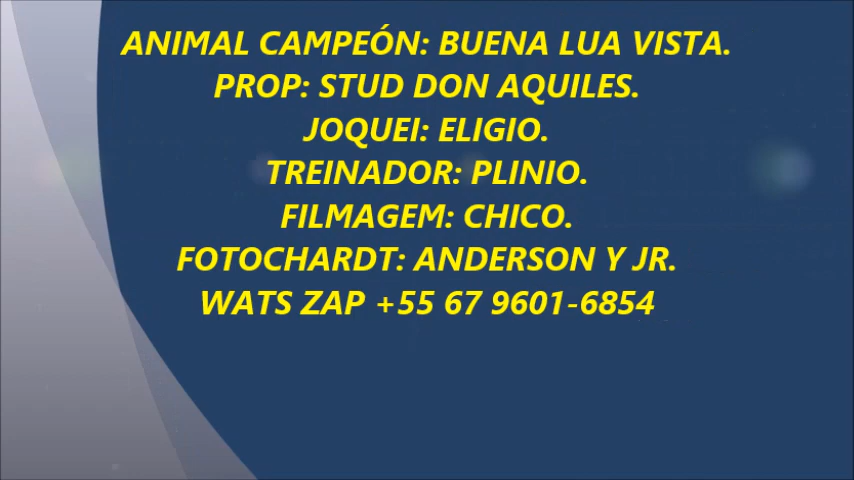 ANIMAL CAMPEÓN: BUENA LUA VISTA.
PROP: STUD DON AQUILES.
JOQUEI: ELIGIO.
TREINADOR: PLINIO.
FILMAGEM: CHICO.
FOTOCHARDT: ANDERSON Y JR.
WATS ZAP +55 67 9601-6854